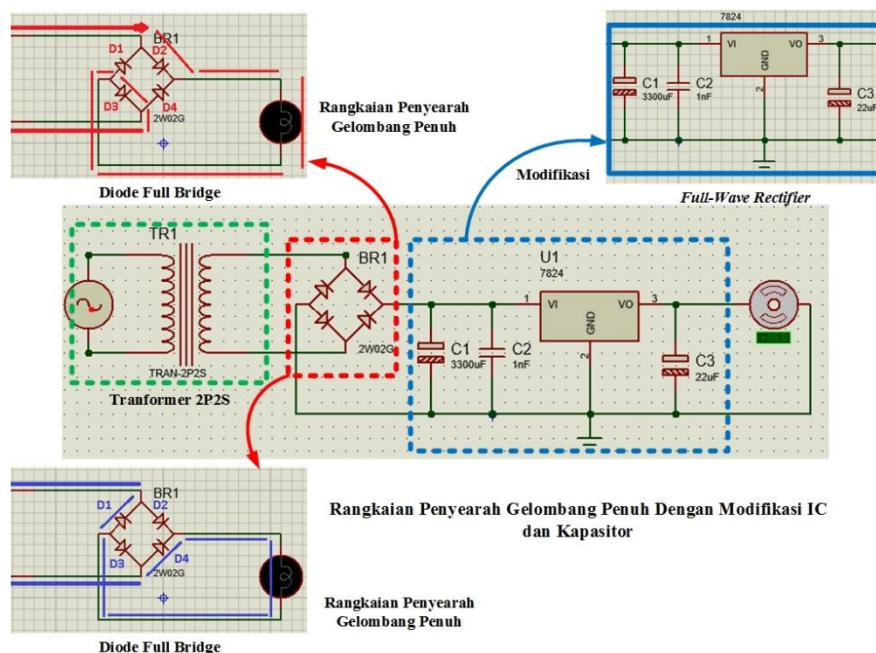 D1
BR1
D2
D3
D4
2W02G
Rangkaian Penyearah
Gelombang Penuh
Diode Full Bridge
7824
1
VI
VO
3
GND
2
C1
3300uF
C2
1nF
C3
22uF
Modifikasi
Full-Wave Rectifier
TR1
TRAN-2P2S
Tranformer 2P2S
BR1
2W02G
U1
7824
1
VI
VO
3
GND
2
C1
3300uF
C2
1nF
C3
22uF
D1
BR1
D2
D3
D4
2W02G
Rangkaian Penyearah Gelombang Penuh Dengan Modifikasi IC
dan Kapasitor
Rangkaian Penyearah
Gelombang Penuh
Diode Full Bridge